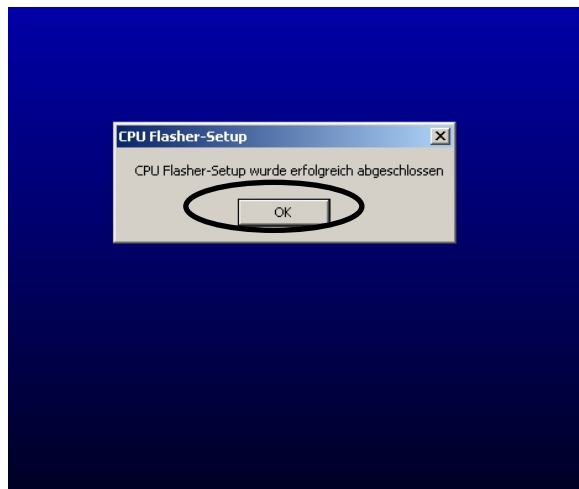 CPU Flasher-Setup
CPU Flasher-Setup wurde erfolgreich abgeschlossen
OK